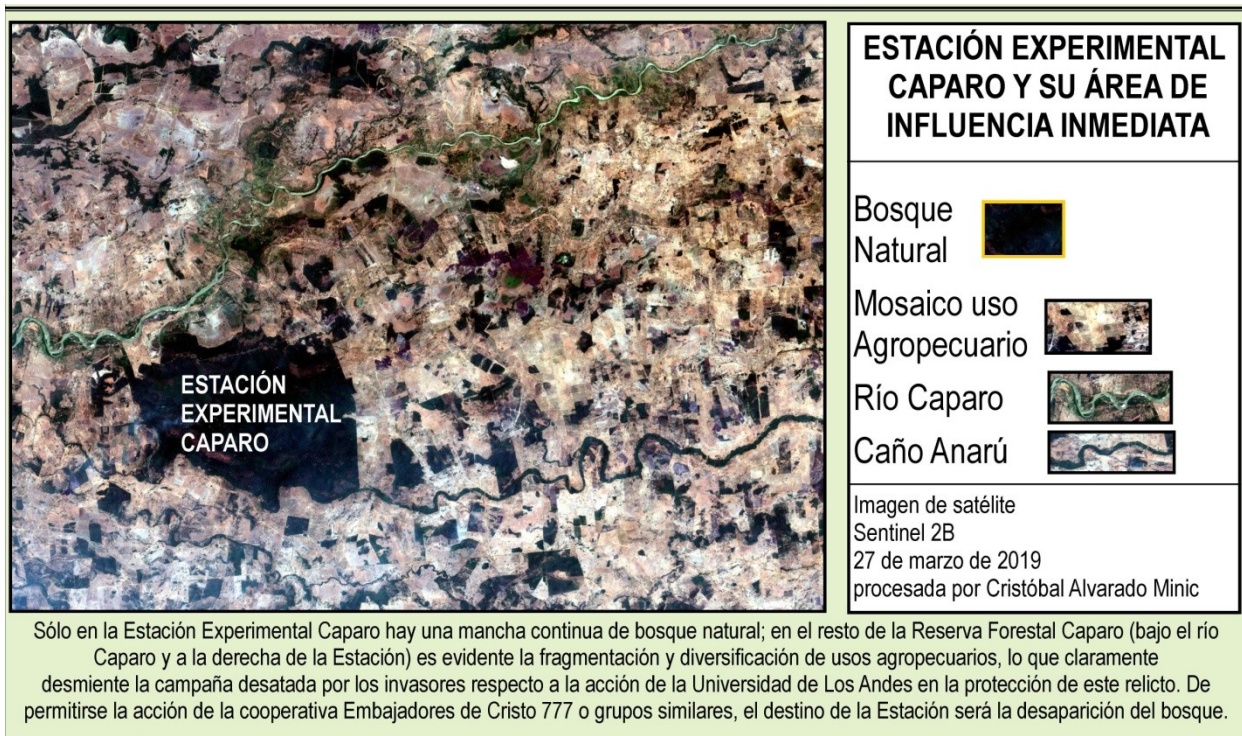 ESTACIÓN
EXPERIMENTAL
CAPARO
ESTACIÓN EXPERIMENTAL
CAPARO Y SU ÁREA DE
INFLUENCIA INMEDIATA
Bosque
Natural
Mosaico uso
Agropecuario
Río Caparo
Caño Anarú
Imagen de satélite
Sentinel 2B
27 de marzo de 2019
procesada por Cristóbal Alvarado Minic
Sólo en la Estación Experimental Caparo hay una mancha continua de bosque natural; en el resto de la Reserva Forestal Caparo (bajo el río
Caparo y a la derecha de la Estación) es evidente la fragmentación y diversificación de usos agropecuarios, lo que claramente
desmiente la campaña desatada por los invasores respecto a la acción de la Universidad de Los Andes en la protección de este relicto. De
permitirse la acción de la cooperativa Embajadores de Cristo 777 o grupos similares, el destino de la Estación será la desaparición del bosque.